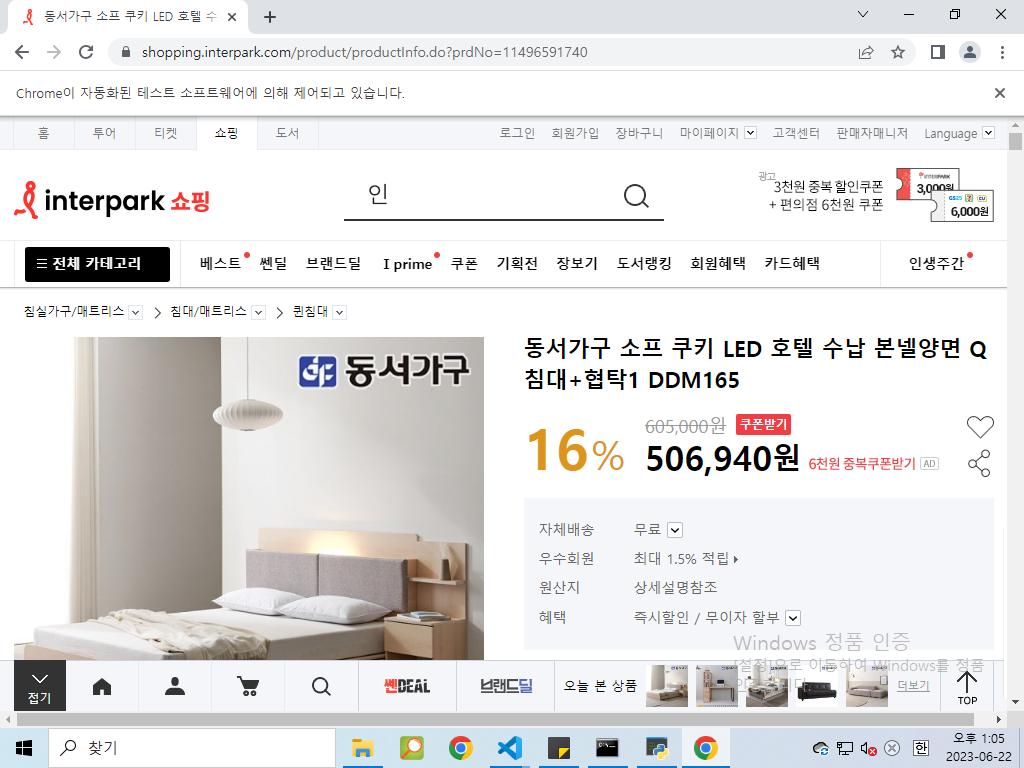 동서가구 소프 쿠키 LED 호텔 수
shopping.interpark.com/product/productInfo.do?prdNo=11496591740
Chrome이 자동화된 테스트 소프트웨어에 의해 제어되고 있습니다.
홈 투어 티켓 쇼핑 도서 로그인 회원가입 장바구니 마이페이지 고객센터 판매자매니저 Language
interpark 쇼핑
인
광고
3천원 중복 할인쿠폰
+ 편의점 6천원 쿠폰
INTERPARK
3,000원
GS25 CU
6,000원
전체 카테고리 베스트 쎈딜 브랜드딜 I prime 쿠폰 기획전 장보기 도서랭킹 회원혜택 카드혜택 인생주간
침실가구/매트리스 침대/매트리스 퀸침대
동서가구
동서가구 소프 쿠키 LED 호텔 수납 본넬양면 Q
침대+협탁1 DDM165
16% 605,000원 쿠폰받기
506,940원 6천원 중복쿠폰받기 AD
자체배송 무료
우수회원 최대 1.5% 적립
원산지 상세설명참조
혜택 즉시할인 / 무이자 할부
Windows 정품 인증
[설정]으로 이동하여 Windows를 정품
접기 쎈DEAL 브랜드딜 오늘 본 상품 더보기 TOP
찾기
한
오후 1:05
2023-06-22